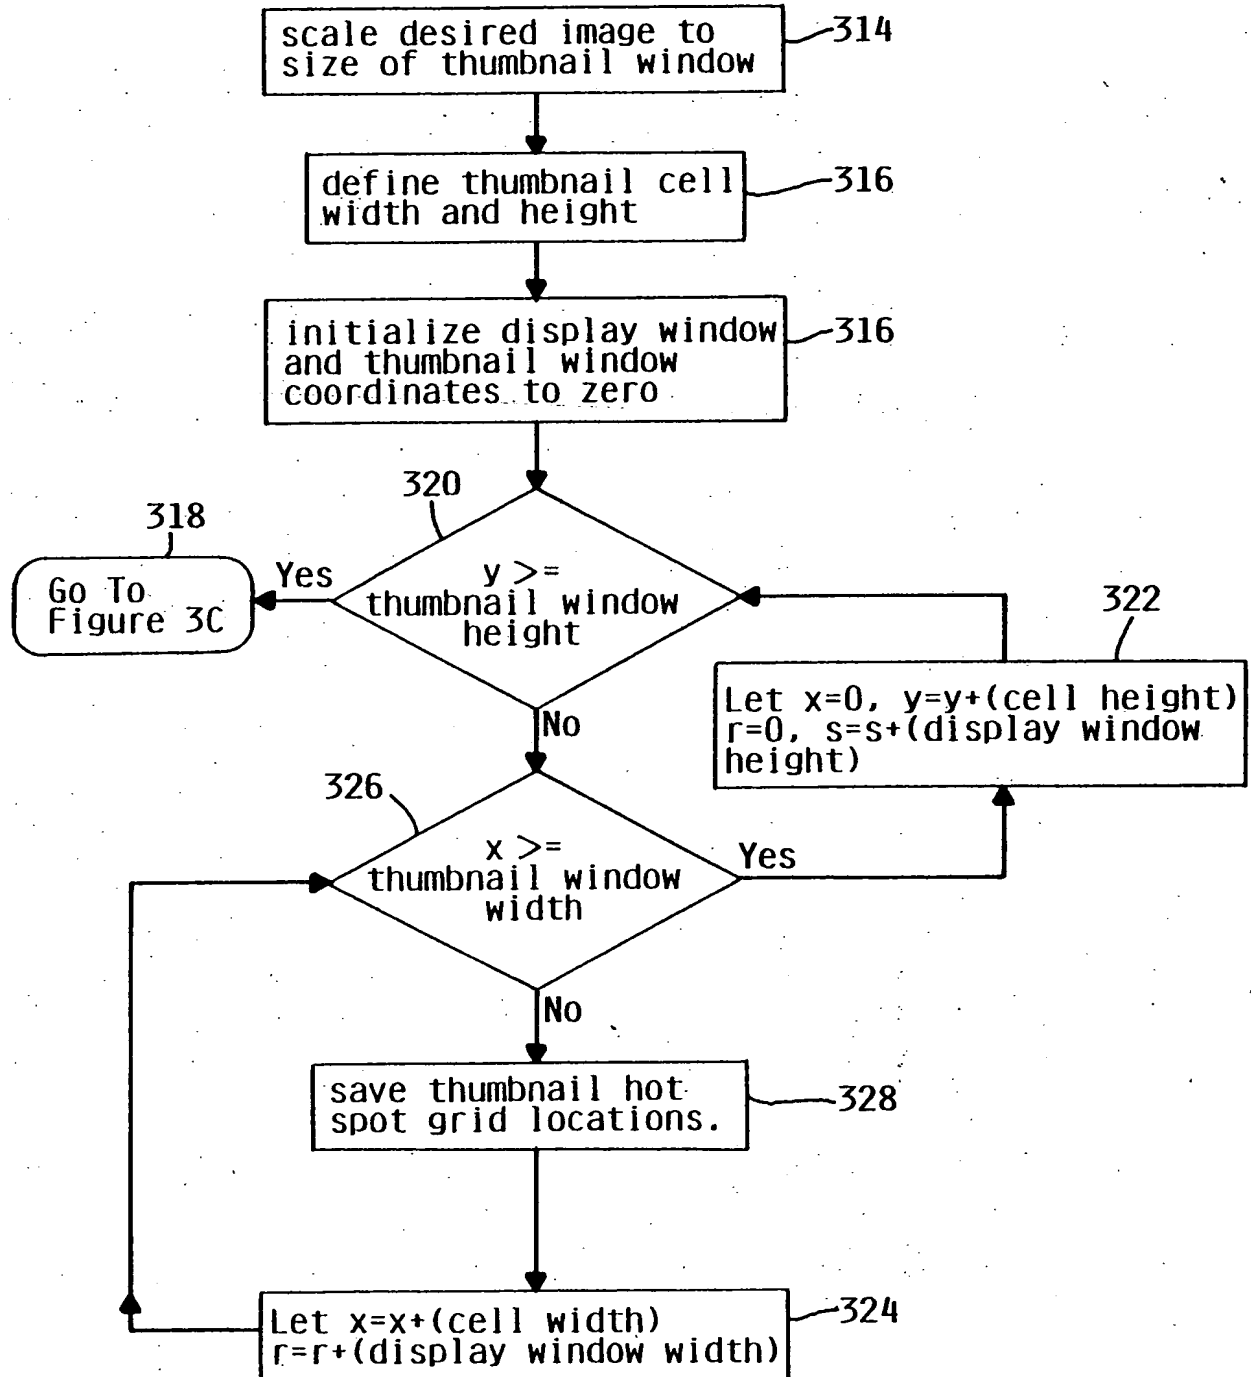 scale desired image to
size of thumbnail window
314
define thumbnail cell
width and height
316
initialize display window
and thumbnail window
coordinates to zero
316
320
318
Go To
Figure 3C
Yes
y >=
thumbnail window
height
322
Let x=0, y=y+(cell height)
r=0, s=s+(display window
height)
No
326
x >=
thumbnail window
width
Yes
No
save thumbnail hot
spot grid locations.
328
Let x=x+(cell width)
r=r+(display window width)
324